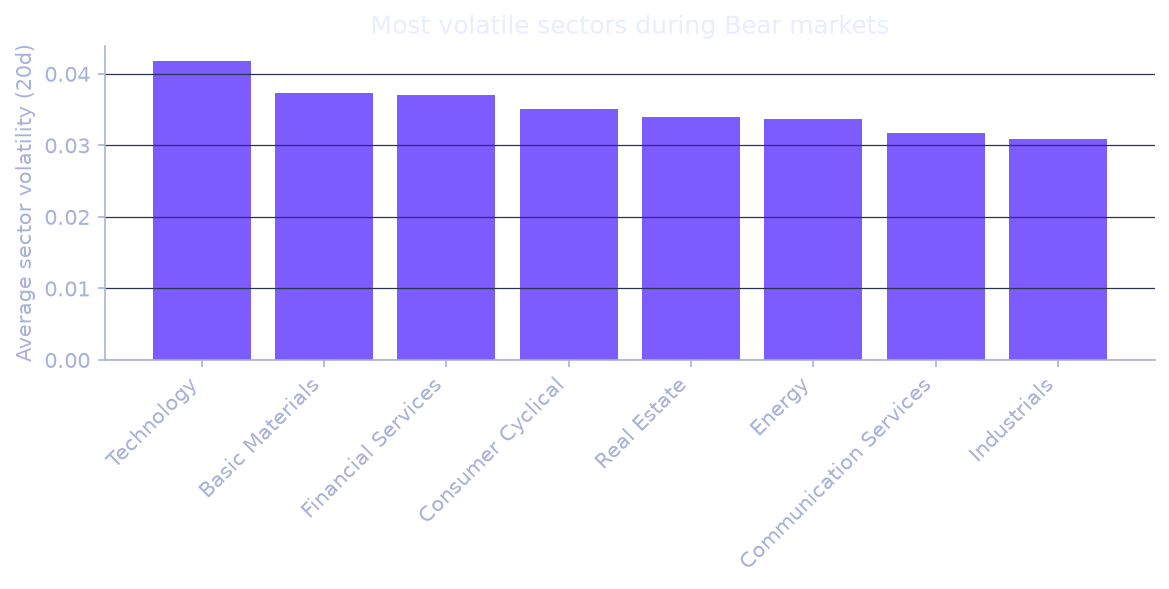 Most volatile sectors during Bear markets
Average sector volatility (20d)
0.04
0.03
0.02
0.01
0.00
Technology
Basic Materials
Financial Services
Consumer Cyclical
Real Estate
Energy
Communication Services
Industrials